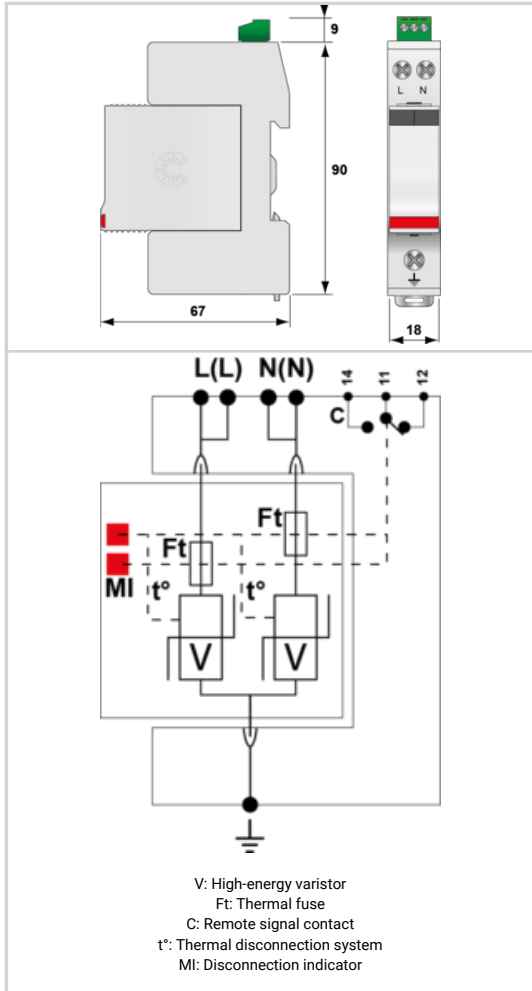 9
L N
90
67
18
L(L) N(N)
14 11 12
C
Ft
Ft
MI
t° t°
V V
V: High-energy varistor
Ft: Thermal fuse
C: Remote signal contact
t°: Thermal disconnection system
MI: Disconnection indicator